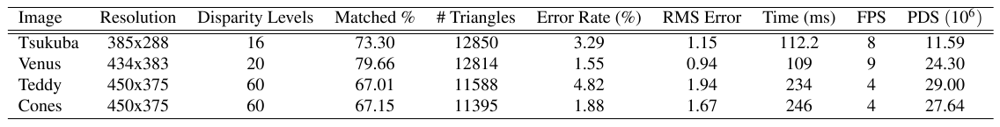 Image Resolution Disparity Levels Matched % # Triangles Error Rate (%) RMS Error Time (ms) FPS PDS (10⁶)
Tsukuba 385x288 16 73.30 12850 3.29 1.15 112.2 8 11.59
Venus 434x383 20 79.66 12814 1.55 0.94 109 9 24.30
Teddy 450x375 60 67.01 11588 4.82 1.94 234 4 29.00
Cones 450x375 60 67.15 11395 1.88 1.67 246 4 27.64